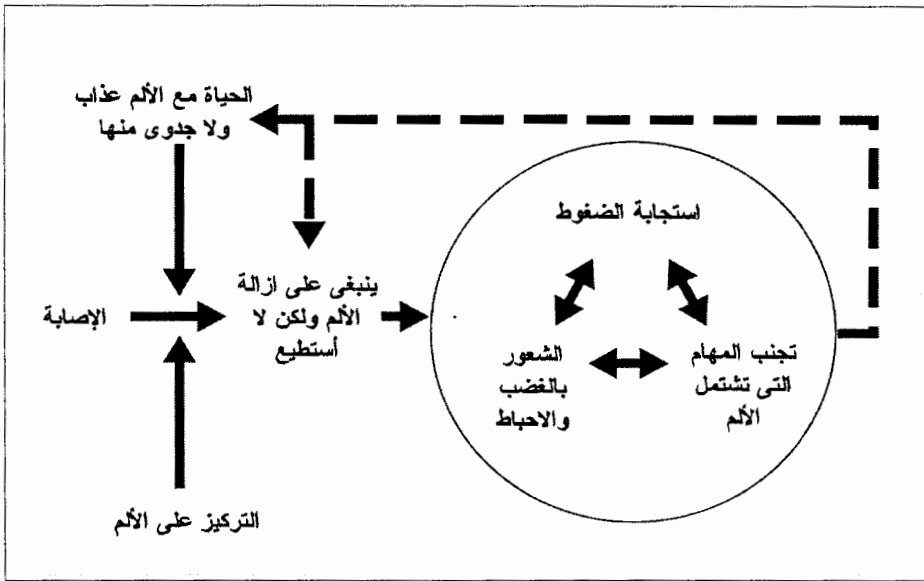 الحياة مع الألم عذاب
ولا جدوى منها
استجابة الضغوط
الإصابة
ينبغى على ازالة
الألم ولكن لا
أستطيع
الشعور
بالغضب
والاحباط
تجنب المهام
التى تشتمل
الألم
التركيز على الألم